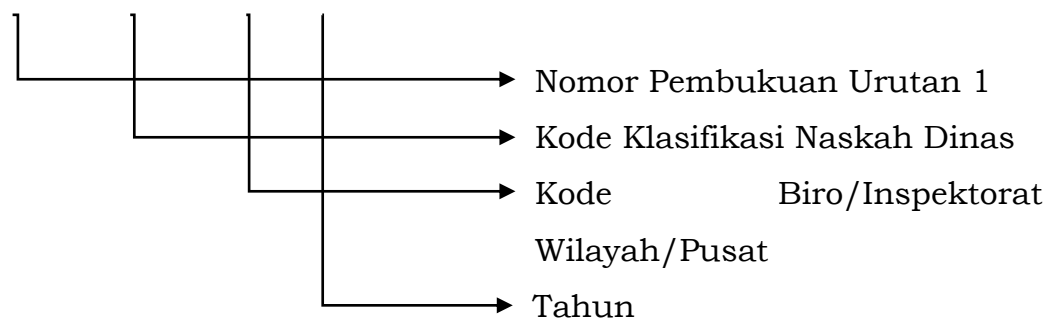 Nomor Pembukuan Urutan 1
Kode Klasifikasi Naskah Dinas
Kode Biro/Inspektorat
Wilayah/Pusat
Tahun